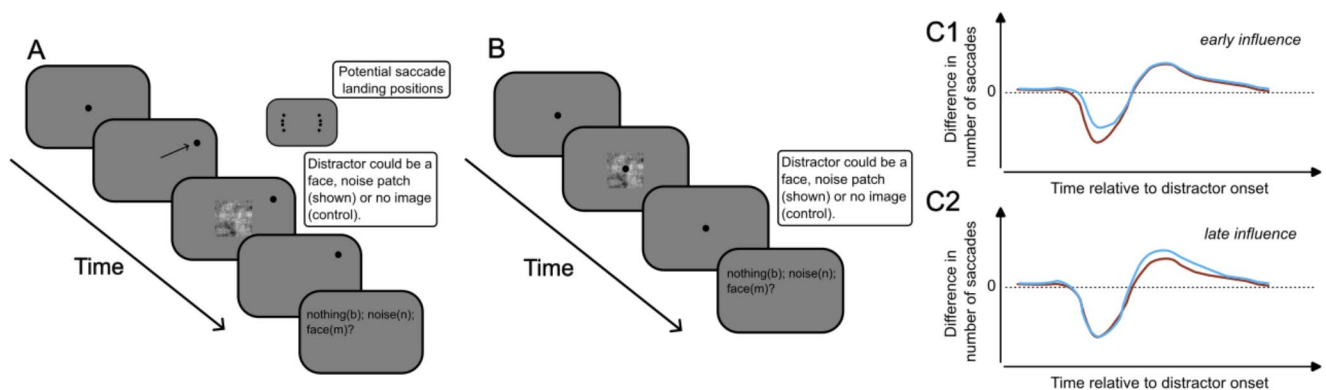 A
Potential saccade
landing positions
Distractor could be a
face, noise patch
(shown) or no image
(control).
Time
nothing(b); noise(n);
face(m)?
B
Distractor could be a
face, noise patch
(shown) or no image
(control).
Time
nothing(b); noise(n);
face(m)?
C1
early influence
Difference in
number of saccades
0
Time relative to distractor onset
C2
late influence
Difference in
number of saccades
0
Time relative to distractor onset